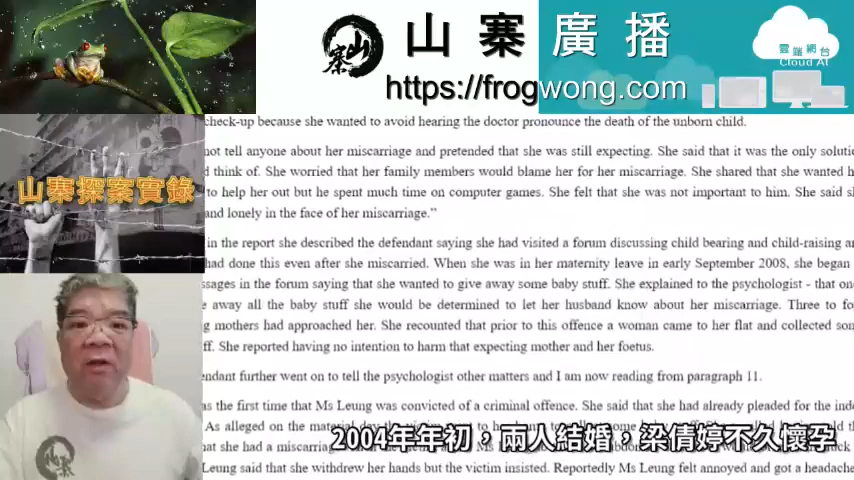 山寨廣播
山寨
https://frogwong.com
雲端網台
Cloud AI
山寨探案實錄
check-up because she wanted to avoid hearing the doctor pronounce the death of the unborn child.
not tell anyone about her miscarriage and pretended that she was still expecting. She said that it was the only soluti
think of. She worried that her family members would blame her for her miscarriage. She shared that she wanted h
to help her out but he spent much time on computer games. She felt that she was not important to him. She said s
and lonely in the face of her miscarriage."
in the report she described the defendant saying she had visited a forum discussing child bearing and child-raising a
had done this even after she miscarried. When she was in her maternity leave in early September 2008, she began
ssages in the forum saying that she wanted to give away some baby stuff. She explained to the psychologist - that on
e away all the baby stuff she would be determined to let her husband know about her miscarriage. Three to fo
g mothers had approached her. She recounted that prior to this offence a woman came to her flat and collected so
ff. She reported having no intention to harm that expecting mother and her foetus.
endant further went on to tell the psychologist other matters and I am now reading from paragraph 11.
as the first time that Ms Leung was convicted of a criminal offence. She said that she had already pleaded for the ind
As alleged on the
that she had a miscarriag
2004年年初，兩人結婚，梁倩婷不久懷孕
Leung said that she withdrew her hands but the victim insisted. Reportedly Ms Leung felt annoyed and got a headache
山寨